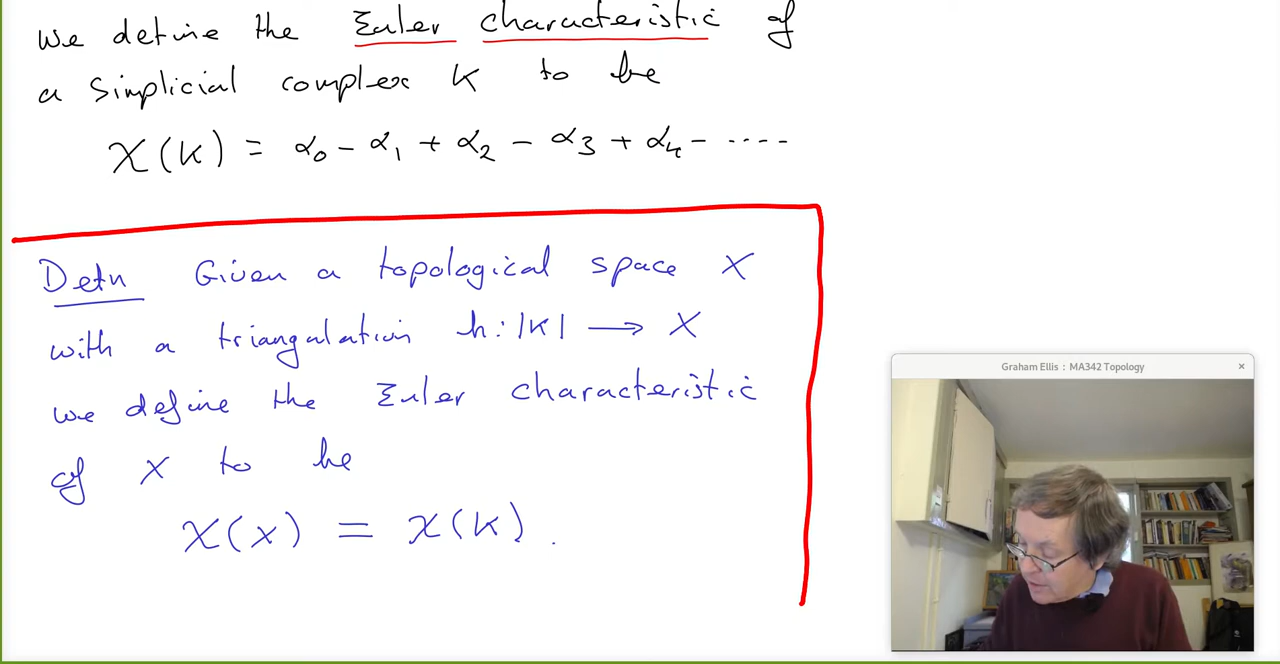 we define the Euler characteristic of
a simplicial complex K to be
χ(K) = α₀ - α₁ + α₂ - α₃ + α₄ - ....
Defn Given a topological space X
with a triangulation h: |K| ⟶ X
we define the Euler characteristic
of X to be
χ(X) = χ(K).
Graham Ellis : MA342 Topology